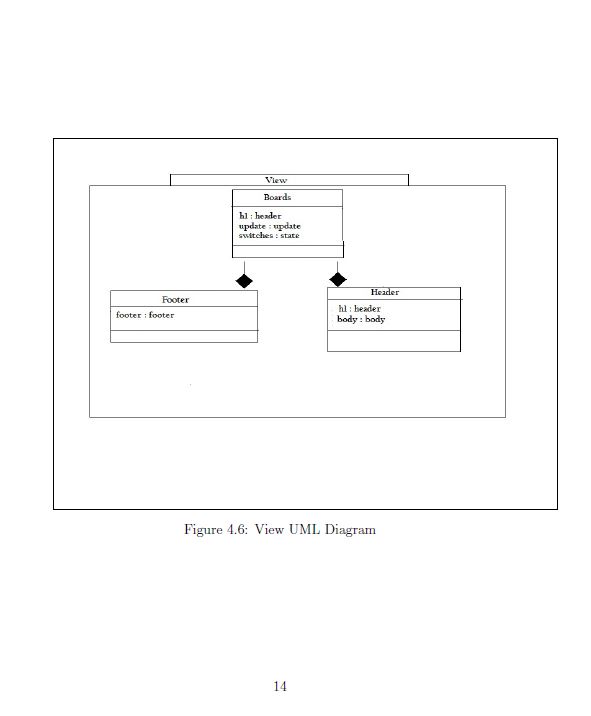 View
Boards
h1 : header
update : update
switches : state
Footer
footer : footer
Header
h1 : header
body : body
Figure 4.6: View UML Diagram
14